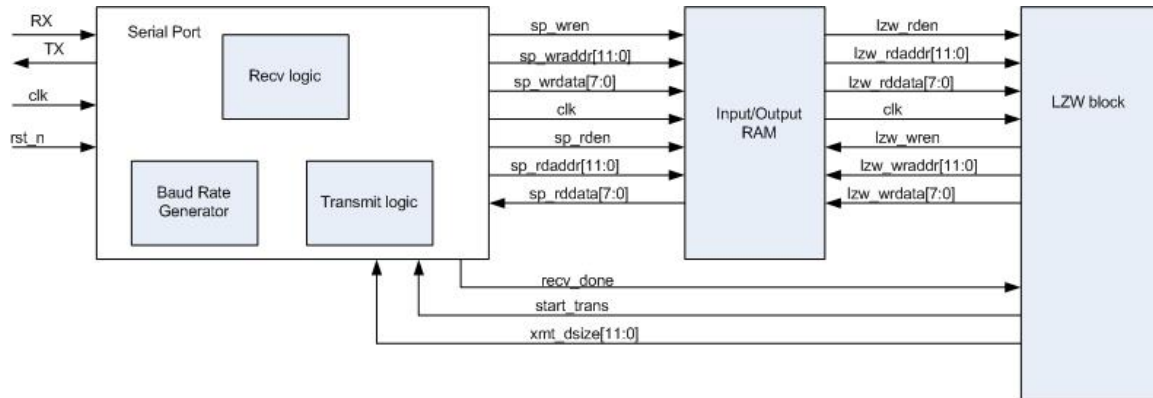 RX
TX
clk
rst_n
Serial Port
Recv logic
Baud Rate
Generator
Transmit logic
sp_wren
sp_wraddr[11:0]
sp_wrdata[7:0]
clk
sp_rden
sp_rdaddr[11:0]
sp_rddata[7:0]
Input/Output
RAM
lzw_rden
lzw_rdaddr[11:0]
lzw_rddata[7:0]
clk
lzw_wren
lzw_wraddr[11:0]
lzw_wrdata[7:0]
LZW block
recv_done
start_trans
xmt_dsize[11:0]